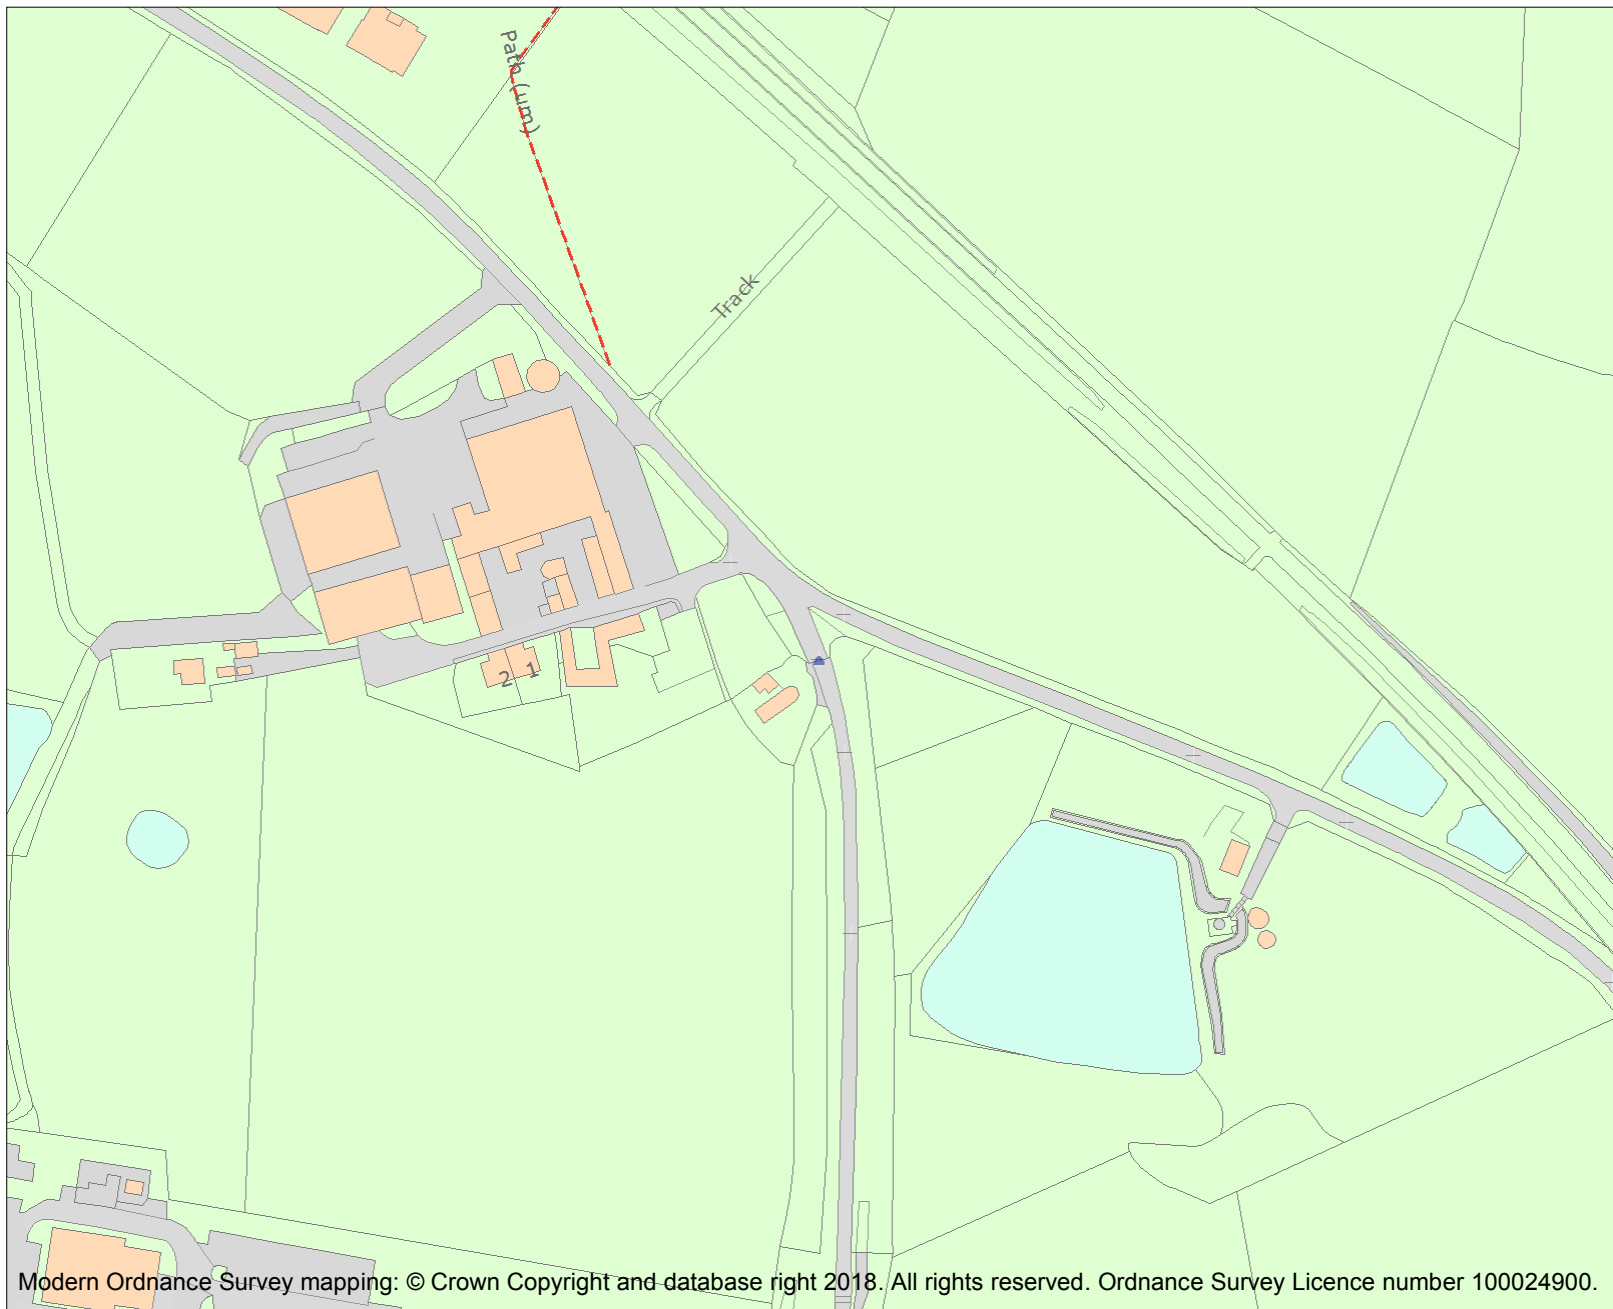 Path (um)
Track
2
1
Modern Ordnance Survey mapping: © Crown Copyright and database right 2018. All rights reserved. Ordnance Survey Licence number 100024900.